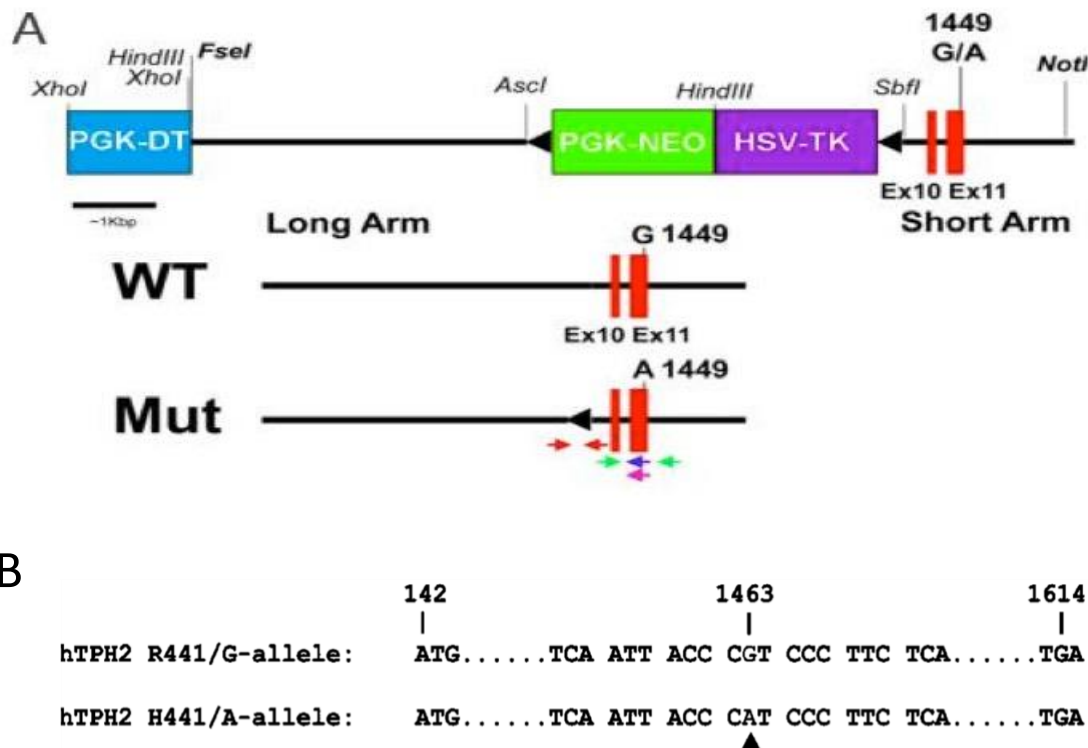 A
1449
G/A
HindIII FseI
XhoI
XhoI
AscI
HindIII
SbfI
NotI
PGK-DT
PGK-NEO
HSV-TK
Ex10 Ex11
~1Kbp
Long Arm
Short Arm
G 1449
WT
Ex10 Ex11
A 1449
Mut
B
142 1463 1614
hTPH2 R441/G-allele: ATG......TCA ATT ACC CGT CCC TTC TCA......TGA
hTPH2 H441/A-allele: ATG......TCA ATT ACC CAT CCC TTC TCA......TGA